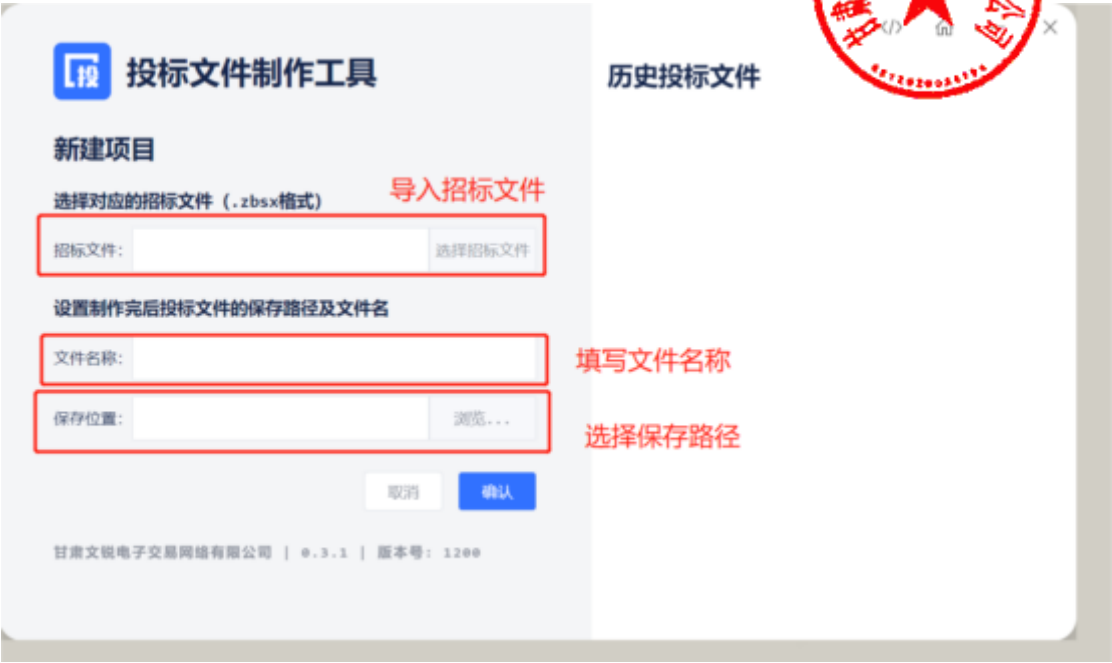 投标文件制作工具
新建项目
选择对应的招标文件（.zbsx格式）
导入招标文件
招标文件：
选择招标文件
设置制作完后投标文件的保存路径及文件名
文件名称：
填写文件名称
保存位置：
浏览...
选择保存路径
取消
确认
甘肃文锐电子交易网络有限公司 | 0.3.1 | 版本号：1200
历史投标文件
投
甘肃
公司